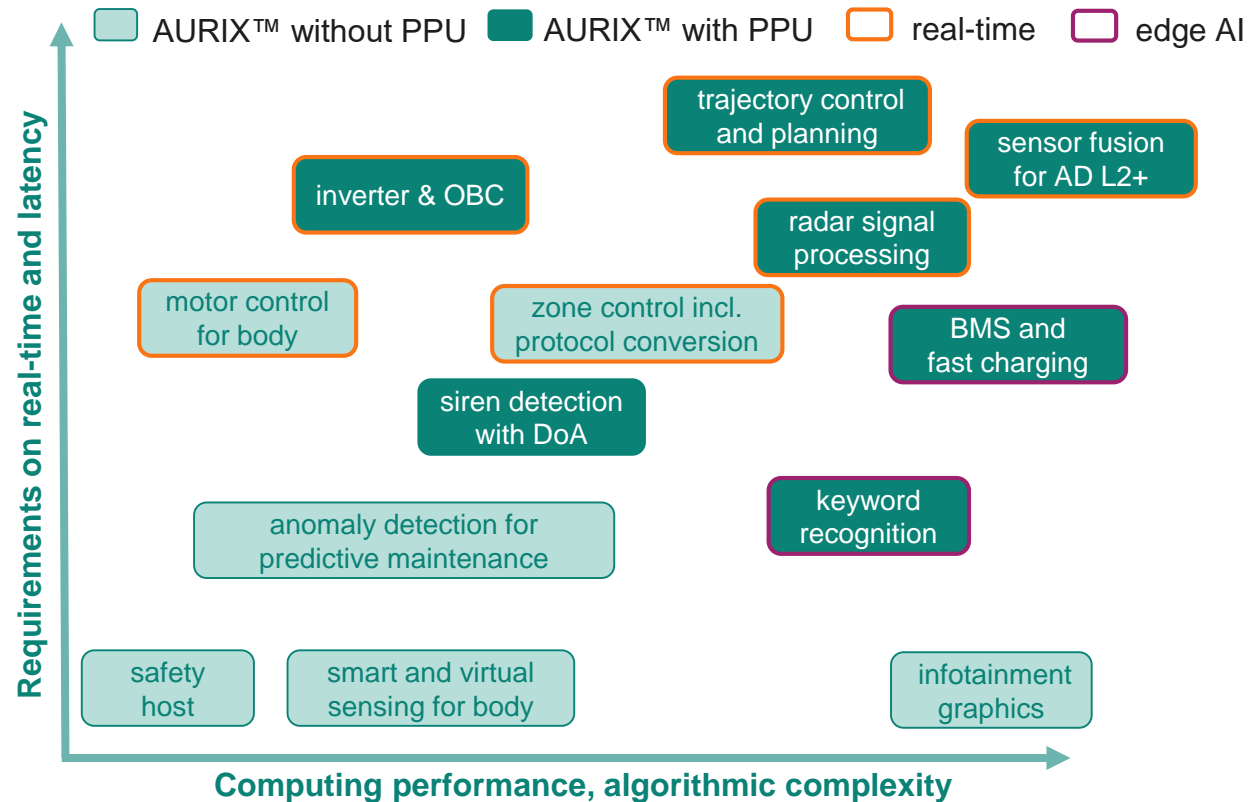 AURIX™ without PPU
AURIX™ with PPU
real-time
edge AI
Requirements on real-time and latency
trajectory control
and planning
sensor fusion
for AD L2+
inverter & OBC
radar signal
processing
motor control
for body
zone control incl.
protocol conversion
BMS and
fast charging
siren detection
with DoA
keyword
recognition
anomaly detection for
predictive maintenance
safety
host
smart and virtual
sensing for body
infotainment
graphics
Computing performance, algorithmic complexity